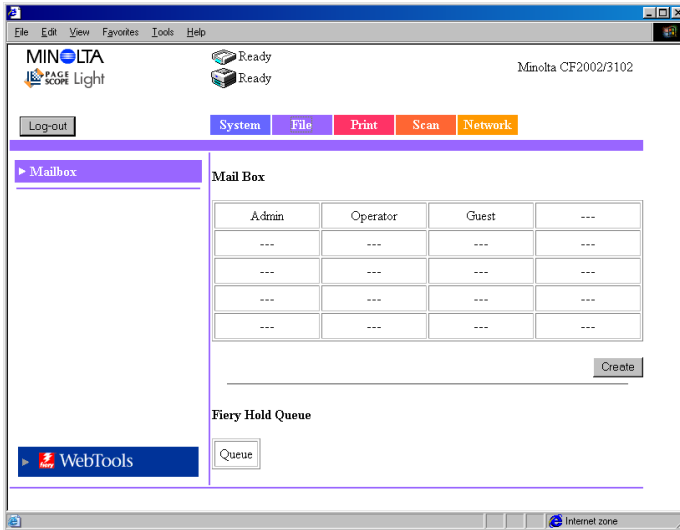 File Edit View Favorites Tools Help
MINOLTA
PAGE SCOPE Light
Ready
Ready
Minolta CF2002/3102
Log-out
System File Print Scan Network
Mailbox
Mail Box
Admin Operator Guest ---
--- --- --- ---
--- --- --- ---
--- --- --- ---
--- --- --- ---
Create
Fiery Hold Queue
Queue
fiery WebTools
Internet zone